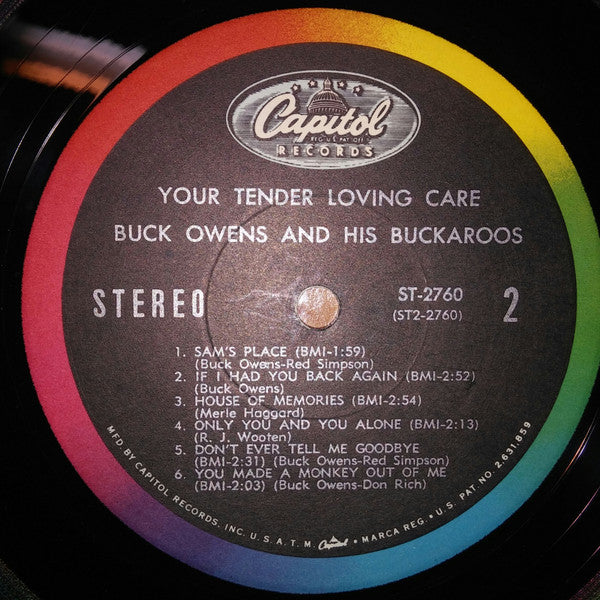 Capitol
REG. U.S. PAT. OFF.
RECORDS
YOUR TENDER LOVING CARE
BUCK OWENS AND HIS BUCKAROOS
STEREO
ST-2760
(ST2-2760)
2
1. SAM'S PLACE (BMI-1:59)
(Buck Owens-Red Simpson)
2. IF I HAD YOU BACK AGAIN (BMI-2:52)
(Buck Owens)
3. HOUSE OF MEMORIES (BMI-2:54)
(Merle Haggard)
4. ONLY YOU AND YOU ALONE (BMI-2:13)
(R. J. Wooten)
5. DON'T EVER TELL ME GOODBYE
(BMI-2:31) (Buck Owens-Red Simpson)
6. YOU MADE A MONKEY OUT OF ME
(BMI-2:03) (Buck Owens-Don Rich)
MFD. BY CAPITOL RECORDS, INC. U.S.A. T.M. Capitol • MARCA REG. • U.S. PAT. NO. 2,631,859